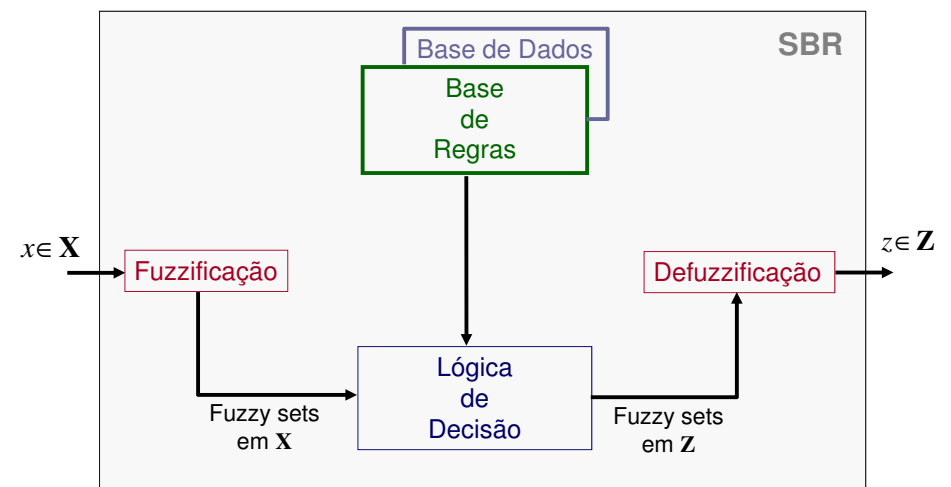 Base de Dados
SBR
Base
de
Regras
x∈ X
z∈ Z
Fuzzificação
Defuzzificação
Lógica
de
Decisão
Fuzzy sets
em X
Fuzzy sets
em Z